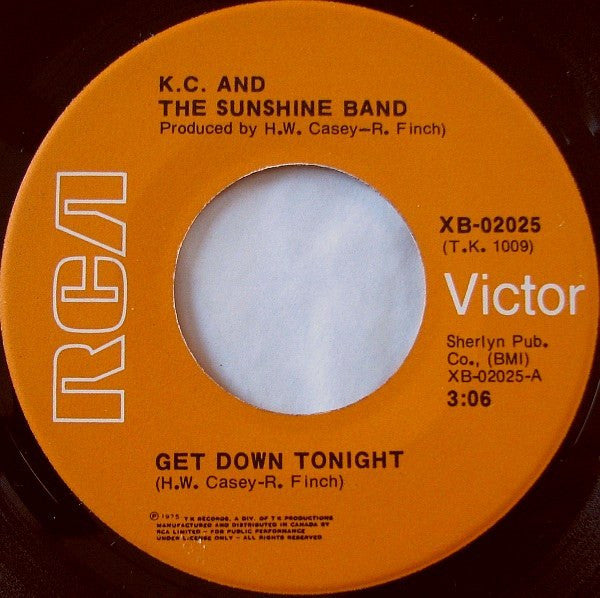 K.C. AND
THE SUNSHINE BAND
Produced by H.W. Casey—R. Finch)
RCA
XB-02025
(T.K. 1009)
Victor
Sherlyn Pub.
Co., (BMI)
XB-02025-A
3:06
GET DOWN TONIGHT
(H.W. Casey-R. Finch)
℗ 1975 T.K RECORDS, A DIV. OF T K PRODUCTIONS
MANUFACTURED AND DISTRIBUTED IN CANADA BY
RCA LIMITED - FOR PUBLIC PERFORMANCE
UNDER LICENSE ONLY - ALL RIGHTS RESERVED